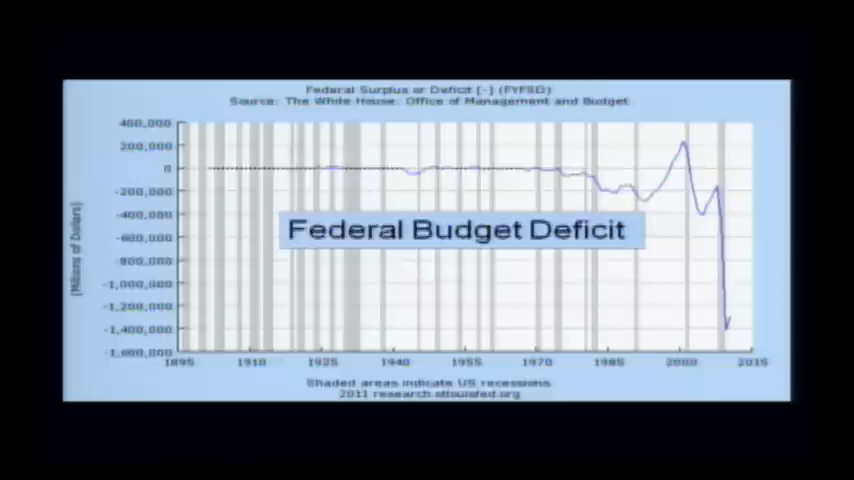 Federal Surplus or Deficit [-] (FYFSD)
Source: The White House: Office of Management and Budget
400,000
200,000
0
-200,000
-400,000
-600,000
-800,000
-1,000,000
-1,200,000
-1,400,000
-1,600,000
(Millions of Dollars)
Federal Budget Deficit
1895 1910 1925 1940 1955 1970 1985 2000 2015
Shaded areas indicate US recessions.
2011 research.stlouisfed.org